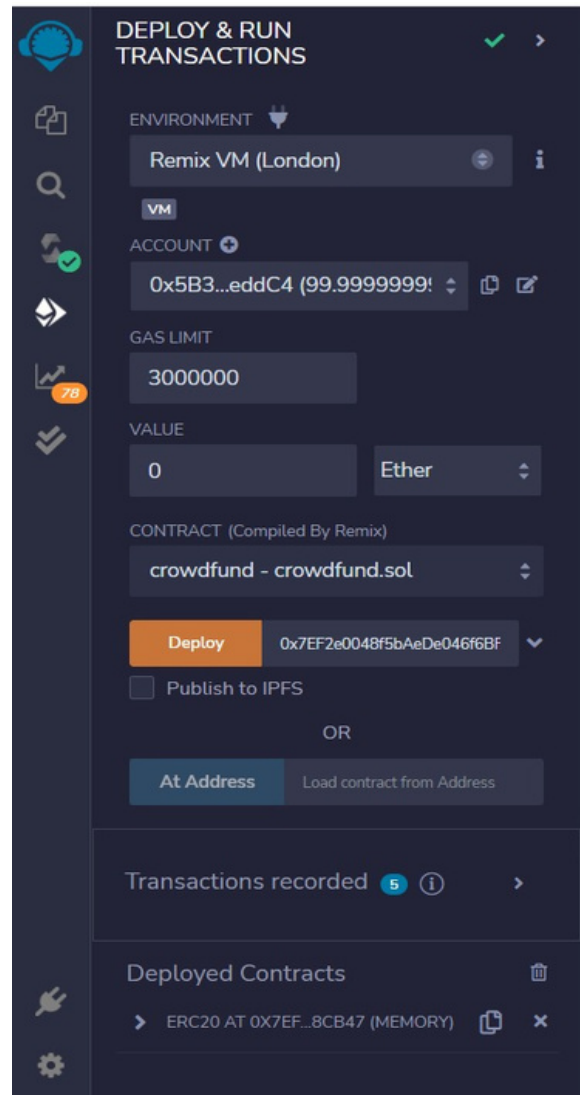 DEPLOY & RUN
TRANSACTIONS
ENVIRONMENT
Remix VM (London)
VM
ACCOUNT
0x5B3...eddC4 (99.9999999
GAS LIMIT
3000000
78
VALUE
0 Ether
CONTRACT (Compiled By Remix)
crowdfund - crowdfund.sol
Deploy 0x7EF2e0048f5bAeDe046f6BF
Publish to IPFS
OR
At Address Load contract from Address
Transactions recorded 5
Deployed Contracts
ERC20 AT 0X7EF...8CB47 (MEMORY)